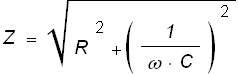 Z = √(R² + (1 / (ω · C))²)